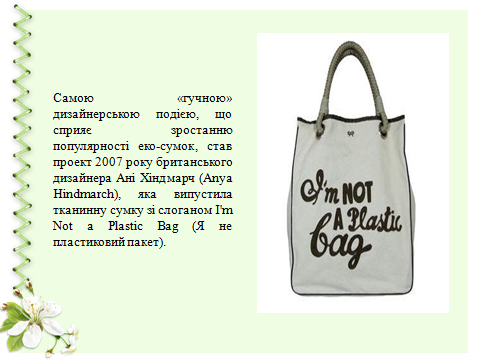 Самою «гучною»
дизайнерською подією, що
сприяє зростанню
популярності еко-сумок, став
проект 2007 року британського
дизайнера Ані Хіндмарч (Anya
Hindmarch), яка випустила
тканинну сумку зі слоганом I'm
Not a Plastic Bag (Я не
пластиковий пакет).
I'm NOT
A Plastic
bag